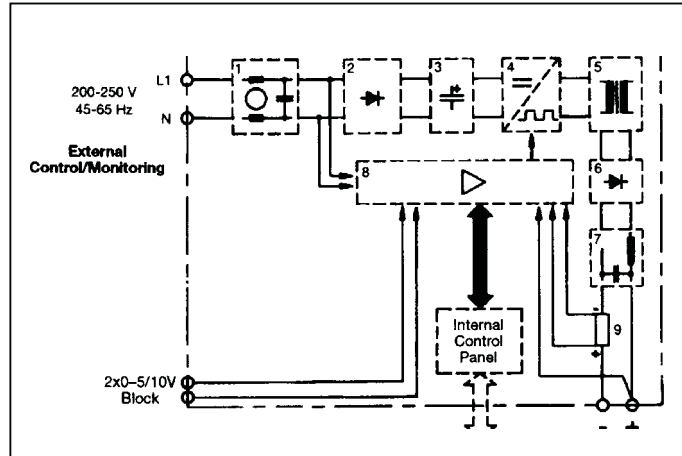 1
2
3
4
5
L1
200-250 V
45-65 Hz
N
External
Control/Monitoring
8
6
7
Internal
Control
Panel
- 
9
+
2x0–5/10V
Block
- +